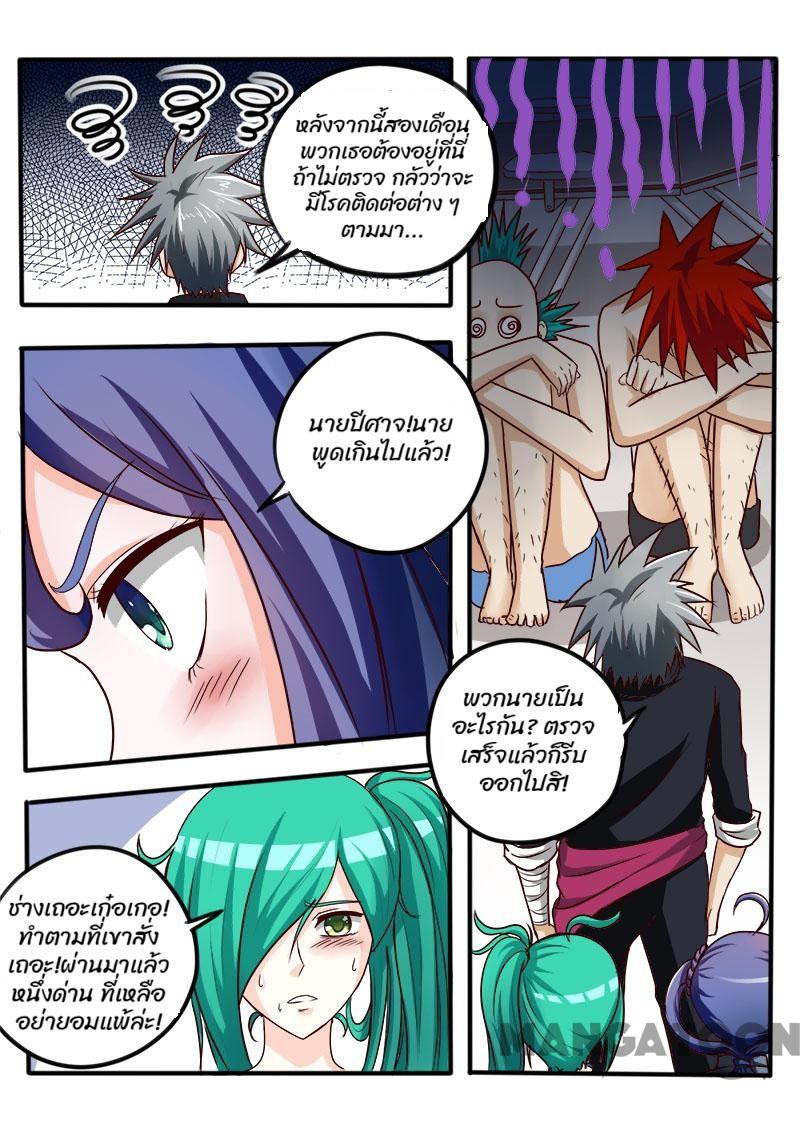 หลังจากนี้สองเดือน
พวกเธอต้องอยู่ที่นี่
ถ้าไม่ตรวจ กลัวว่าจะ
มีโรคติดต่อต่าง ๆ
ตามมา...
นายปีศาจ!นาย
พูดเกินไปแล้ว!
ช่างเถอะเก๋อเกอ!
ทำตามที่เขาสั่ง
เถอะ!ผ่านมาแล้ว
หนึ่งด่าน ที่เหลือ
อย่ายอมแพ้ล่ะ!
พวกนายเป็น
อะไรกัน? ตรวจ
เสร็จแล้วก็รีบ
ออกไปสิ!
MANGATOON